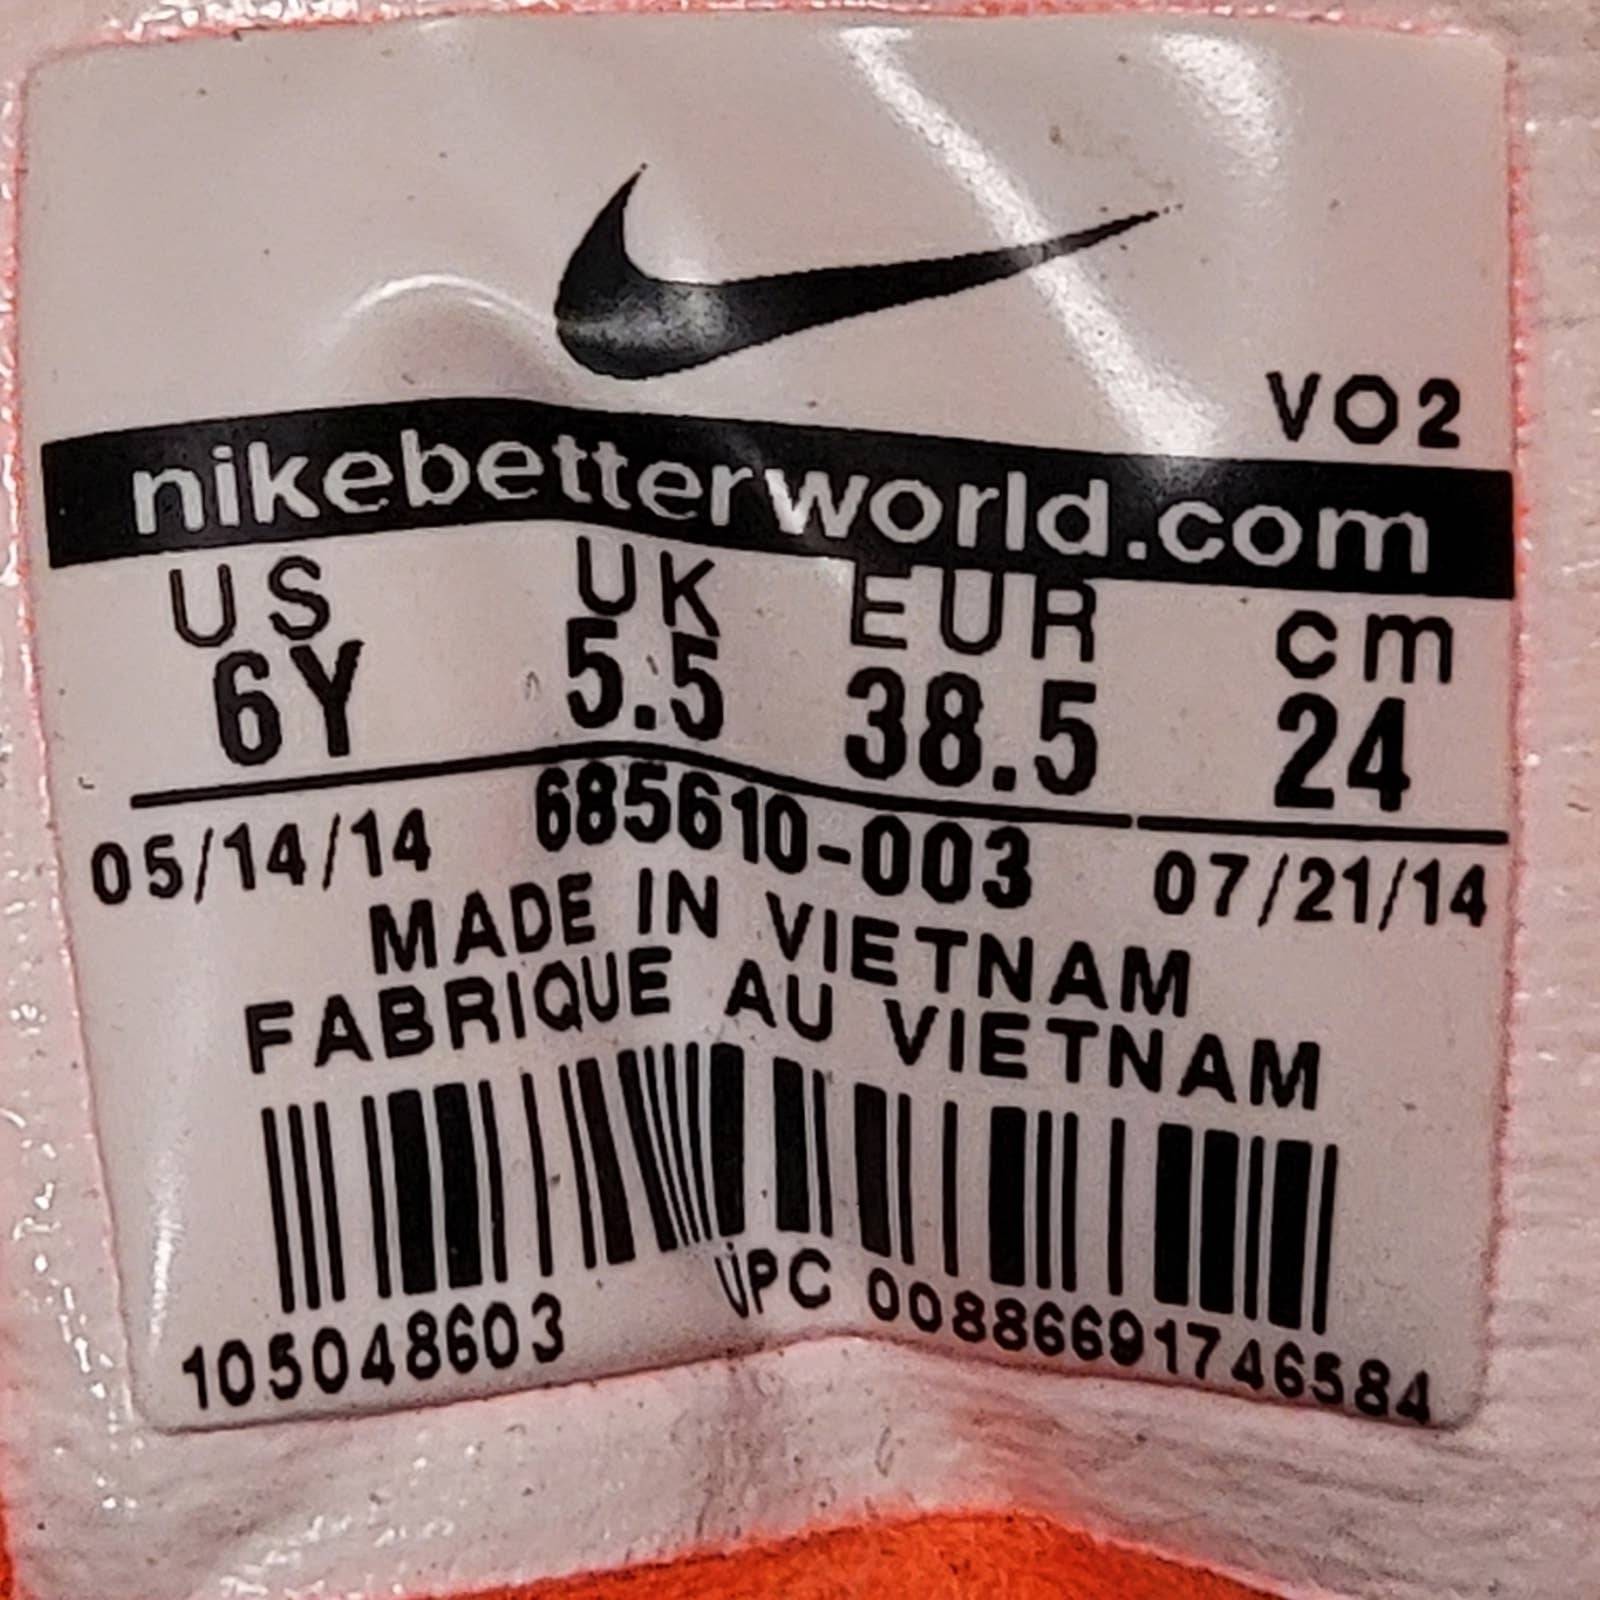 VO2
nikebetterworld.com
US UK EUR cm
6Y 5.5 38.5 24
05/14/14 685610-003 07/21/14
MADE IN VIETNAM
FABRIQUE AU VIETNAM
105048603 UPC 00886691746584